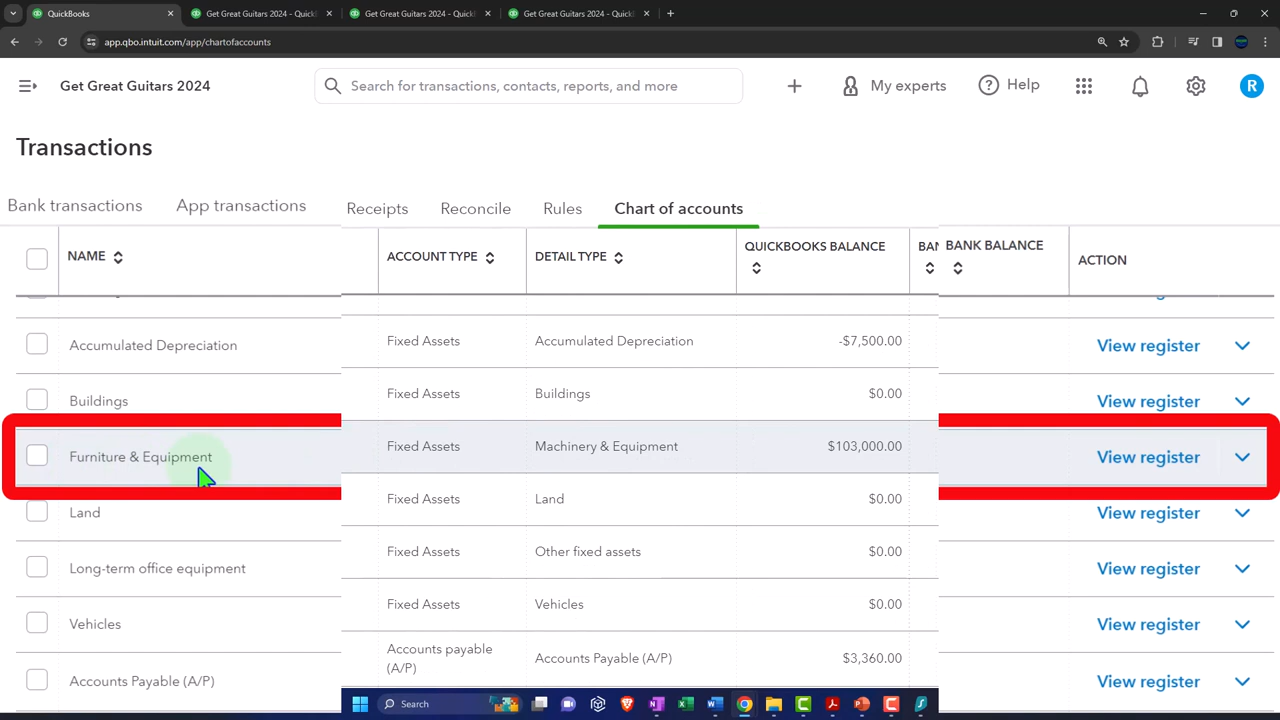 QuickBooks
Get Great Guitars 2024 - QuickB
Get Great Guitars 2024 - QuickB
Get Great Guitars 2024 - QuickB
app.qbo.intuit.com/app/chartofaccounts
Get Great Guitars 2024
Search for transactions, contacts, reports, and more
My experts
Help
R
Transactions
Bank transactions App transactions Receipts Reconcile Rules Chart of accounts
NAME ACCOUNT TYPE DETAIL TYPE QUICKBOOKS BALANCE BAN BANK BALANCE ACTION
Accumulated Depreciation Fixed Assets Accumulated Depreciation -$7,500.00 View register
Buildings Fixed Assets Buildings $0.00 View register
Furniture & Equipment Fixed Assets Machinery & Equipment $103,000.00 View register
Land Fixed Assets Land $0.00 View register
Long-term office equipment Fixed Assets Other fixed assets $0.00 View register
Vehicles Fixed Assets Vehicles $0.00 View register
Accounts Payable (A/P) Accounts payable (A/P) Accounts Payable (A/P) $3,360.00 View register
Search